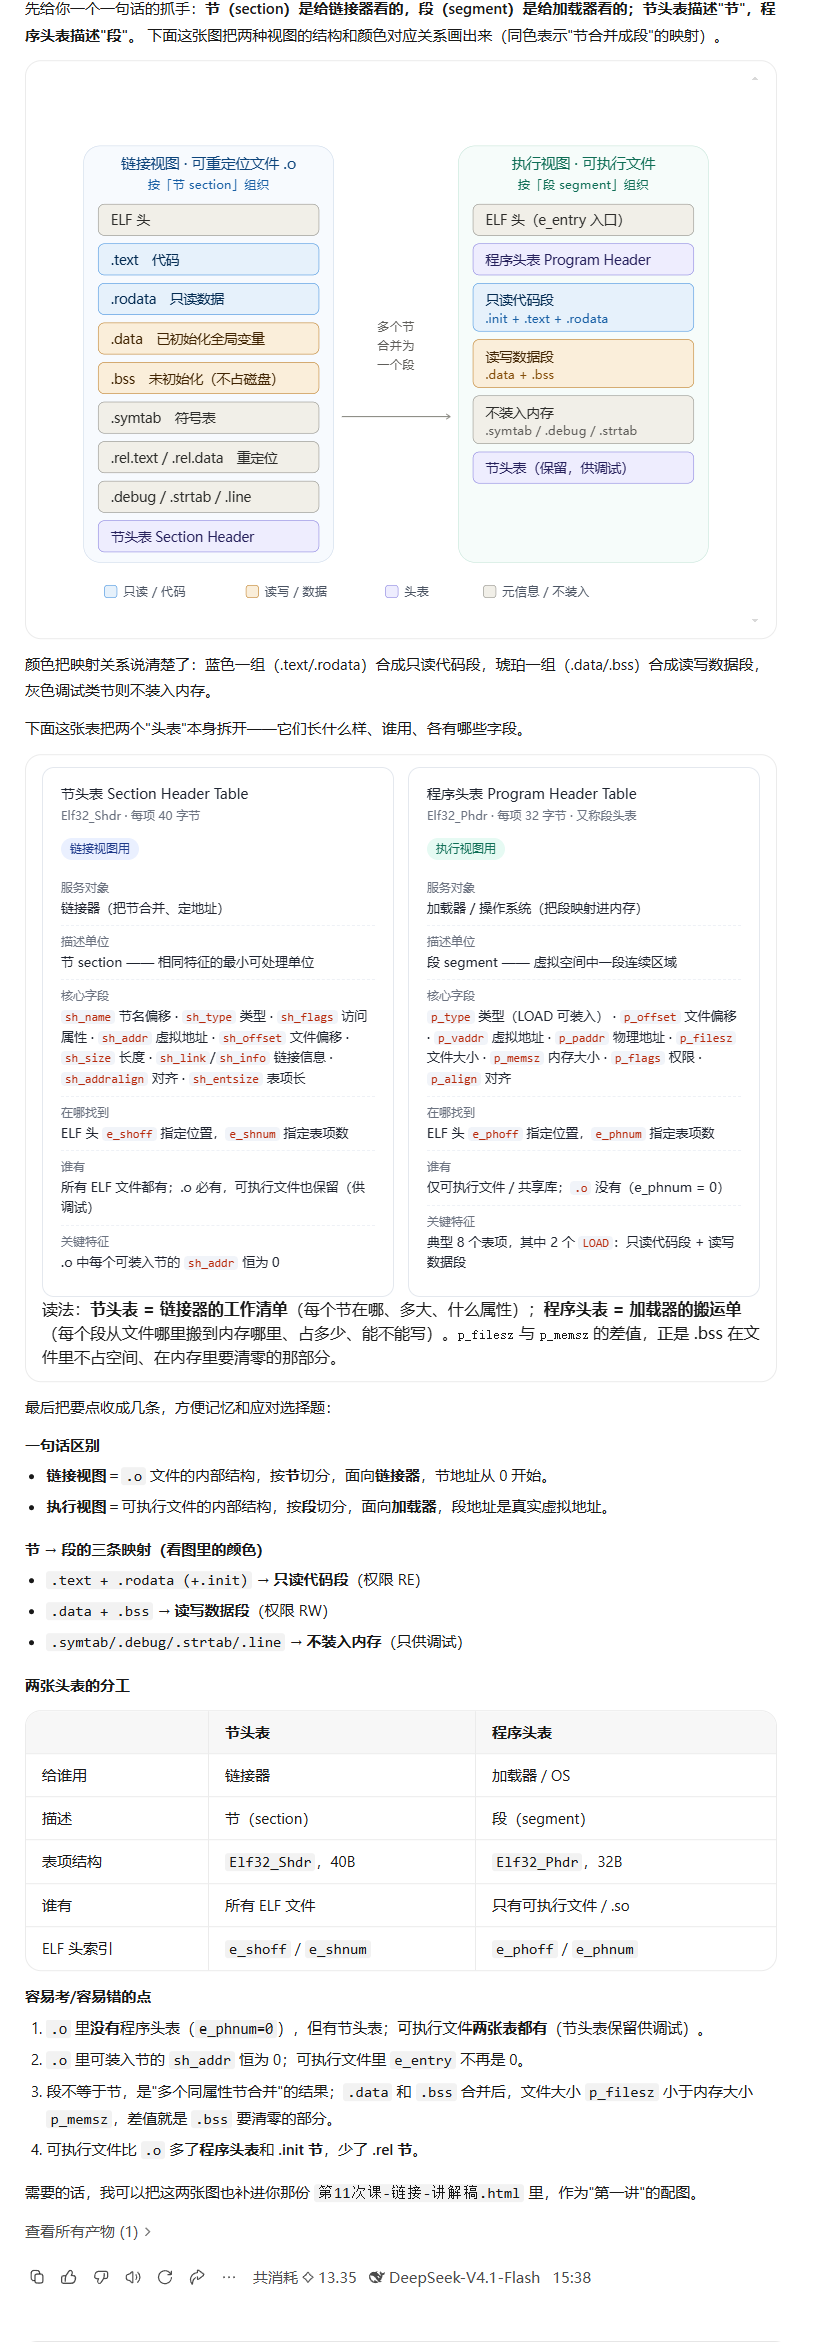 先给你一个一句话的抓手：节（section）是给链接器看的，段（segment）是给加载器看的；节头表描述"节"，程
序头表描述"段"。 下面这张图把两种视图的结构和颜色对应关系画出来（同色表示"节合并成段"的映射）。
链接视图 · 可重定位文件 .o
按「节 section」组织
ELF 头
.text 代码
.rodata 只读数据
.data 已初始化全局变量
.bss 未初始化（不占磁盘）
.symtab 符号表
.rel.text / .rel.data 重定位
.debug / .strtab / .line
节头表 Section Header
多个节
合并为
一个段
执行视图 · 可执行文件
按「段 segment」组织
ELF 头（e_entry 入口）
程序头表 Program Header
只读代码段
.init + .text + .rodata
读写数据段
.data + .bss
不装入内存
.symtab / .debug / .strtab
节头表（保留，供调试）
只读 / 代码
读写 / 数据
头表
元信息 / 不装入
颜色把映射关系说清楚了：蓝色一组（.text/.rodata）合成只读代码段，琥珀一组（.data/.bss）合成读写数据段，
灰色调试类节则不装入内存。
下面这张表把两个"头表"本身拆开——它们长什么样、谁用、各有哪些字段。
节头表 Section Header Table
Elf32_Shdr · 每项 40 字节
链接视图用
服务对象
链接器（把节合并、定地址）
描述单位
节 section —— 相同特征的最小可处理单位
核心字段
sh_name 节名偏移 · sh_type 类型 · sh_flags 访问
属性 · sh_addr 虚拟地址 · sh_offset 文件偏移 ·
sh_size 长度 · sh_link / sh_info 链接信息 ·
sh_addralign 对齐 · sh_entsize 表项长
在哪找到
ELF 头 e_shoff 指定位置，e_shnum 指定表项数
谁有
所有 ELF 文件都有；.o 必有，可执行文件也保留（供
调试）
关键特征
.o 中每个可装入节的 sh_addr 恒为 0
程序头表 Program Header Table
Elf32_Phdr · 每项 32 字节 · 又称段头表
执行视图用
服务对象
加载器 / 操作系统（把段映射进内存）
描述单位
段 segment —— 虚拟空间中一段连续区域
核心字段
p_type 类型（LOAD 可装入） · p_offset 文件偏移
· p_vaddr 虚拟地址 · p_paddr 物理地址 · p_filesz
文件大小 · p_memsz 内存大小 · p_flags 权限 ·
p_align 对齐
在哪找到
ELF 头 e_phoff 指定位置，e_phnum 指定表项数
谁有
仅可执行文件 / 共享库；.o 没有（e_phnum = 0）
关键特征
典型 8 个表项，其中 2 个 LOAD：只读代码段 + 读写
数据段
读法：节头表 = 链接器的工作清单（每个节在哪、多大、什么属性）；程序头表 = 加载器的搬运单
（每个段从文件哪里搬到内存哪里、占多少、能不能写）。p_filesz 与 p_memsz 的差值，正是 .bss 在文
件里不占空间、在内存里要清零的那部分。
最后把要点收成几条，方便记忆和应对选择题：
一句话区别
• 链接视图 = .o 文件的内部结构，按节切分，面向链接器，节地址从 0 开始。
• 执行视图 = 可执行文件的内部结构，按段切分，面向加载器，段地址是真实虚拟地址。
节 → 段的三条映射（看图里的颜色）
• .text + .rodata (+.init) → 只读代码段（权限 RE）
• .data + .bss → 读写数据段（权限 RW）
• .symtab/.debug/.strtab/.line → 不装入内存（只供调试）
两张头表的分工
节头表 程序头表
给谁用 链接器 加载器 / OS
描述 节（section） 段（segment）
表项结构 Elf32_Shdr，40B Elf32_Phdr，32B
谁有 所有 ELF 文件 只有可执行文件 / .so
ELF 头索引 e_shoff / e_shnum e_phoff / e_phnum
容易考/容易错的点
1. .o 里没有程序头表（e_phnum=0），但有节头表；可执行文件两张表都有（节头表保留供调试）。
2. .o 里可装入节的 sh_addr 恒为 0；可执行文件里 e_entry 不再是 0。
3. 段不等于节，是"多个同属性节合并"的结果；.data 和 .bss 合并后，文件大小 p_filesz 小于内存大小
p_memsz，差值就是 .bss 要清零的部分。
4. 可执行文件比 .o 多了程序头表和 .init 节，少了 .rel 节。
需要的话，我可以把这两张图也补进你那份 第11次课-链接-讲解稿.html 里，作为"第一讲"的配图。
查看所有产物 (1) >
共消耗 13.35 DeepSeek-V4.1-Flash 15:38